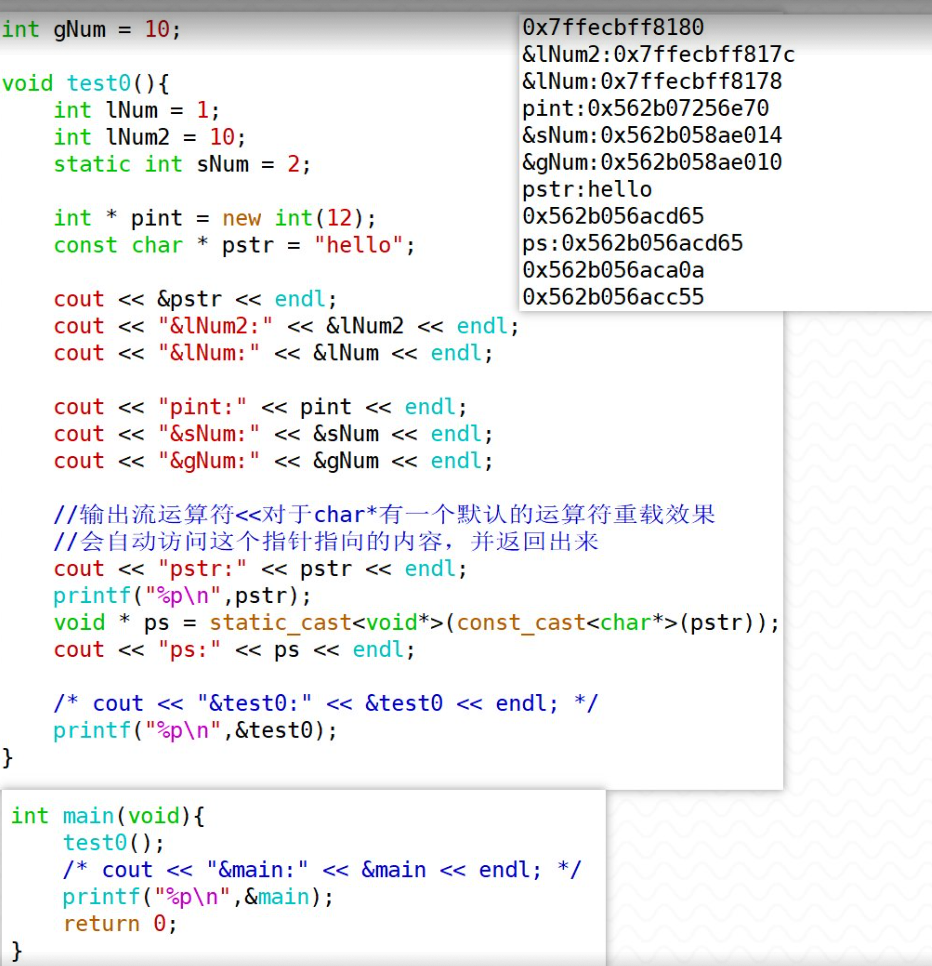 int gNum = 10;
void test0(){
int lNum = 1;
int lNum2 = 10;
static int sNum = 2;
int * pint = new int(12);
const char * pstr = "hello";
cout << &pstr << endl;
cout << "&lNum2:" << &lNum2 << endl;
cout << "&lNum:" << &lNum << endl;
cout << "pint:" << pint << endl;
cout << "&sNum:" << &sNum << endl;
cout << "&gNum:" << &gNum << endl;
//输出流运算符<<对于char*有一个默认的运算符重载效果
//会自动访问这个指针指向的内容，并返回出来
cout << "pstr:" << pstr << endl;
printf("%p\n",pstr);
void * ps = static_cast<void*>(const_cast<char*>(pstr));
cout << "ps:" << ps << endl;
/* cout << "&test0:" << &test0 << endl; */
printf("%p\n",&test0);
}
0x7ffecbff8180
&lNum2:0x7ffecbff817c
&lNum:0x7ffecbff8178
pint:0x562b07256e70
&sNum:0x562b058ae014
&gNum:0x562b058ae010
pstr:hello
0x562b056acd65
ps:0x562b056acd65
0x562b056aca0a
0x562b056acc55
int main(void){
test0();
/* cout << "&main:" << &main << endl; */
printf("%p\n",&main);
return 0;
}